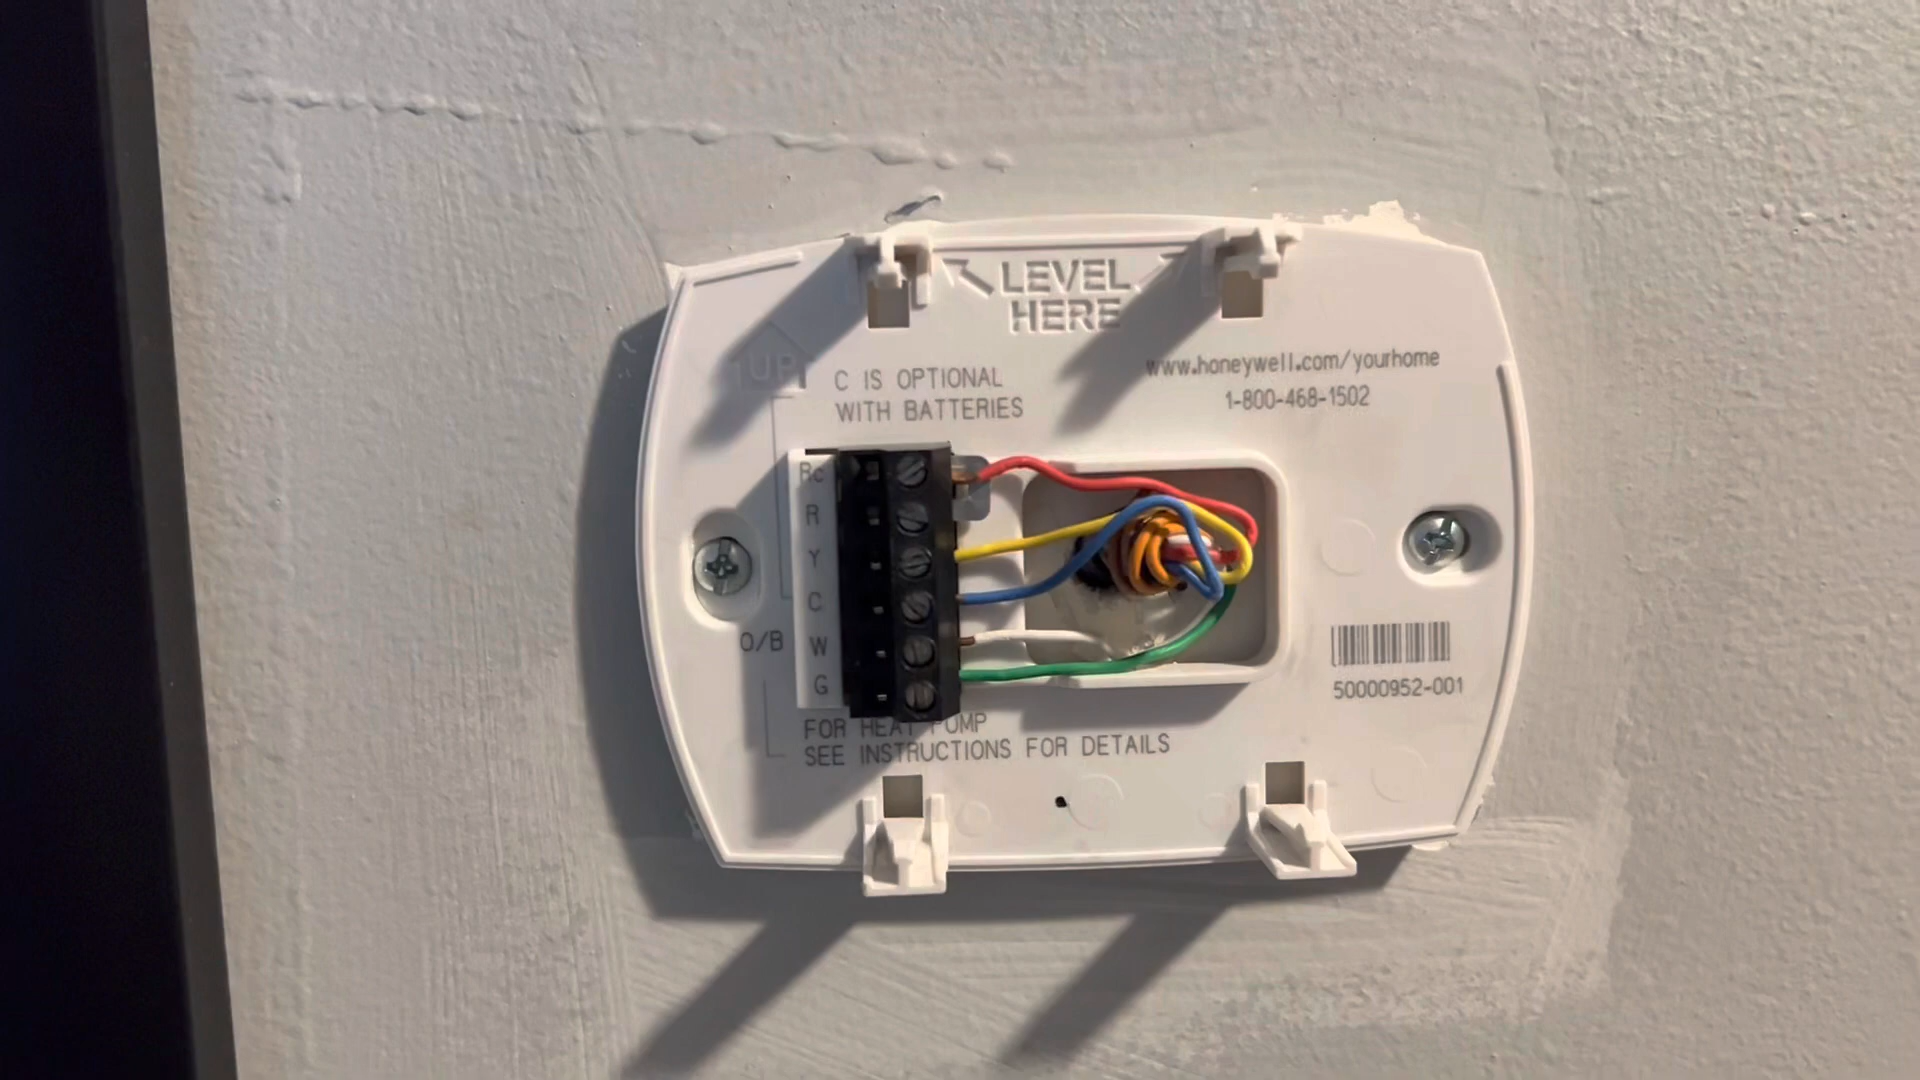 LEVEL
HERE
UP
C IS OPTIONAL
WITH BATTERIES
www.honeywell.com/yourhome
1-800-468-1502
Rc
R
Y
C
O/B W
G
50000952-001
FOR HEAT PUMP
SEE INSTRUCTIONS FOR DETAILS